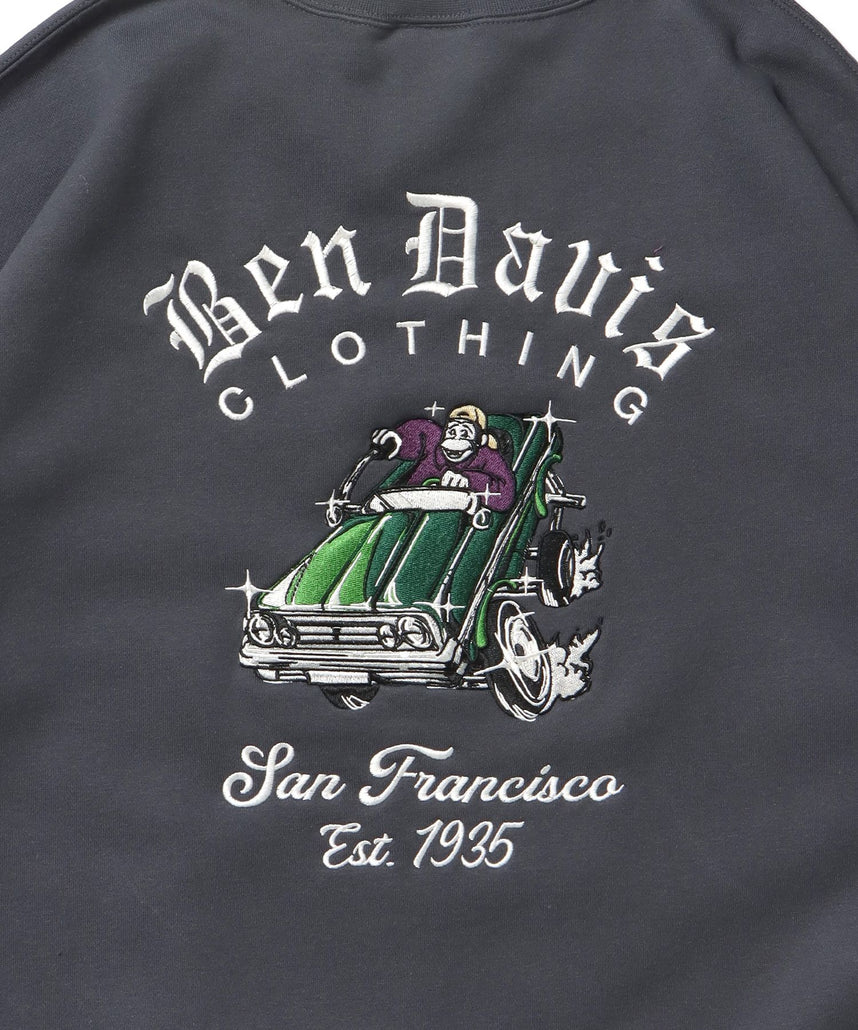 Ben Davis
CLOTHING
San Francisco
Est. 1935